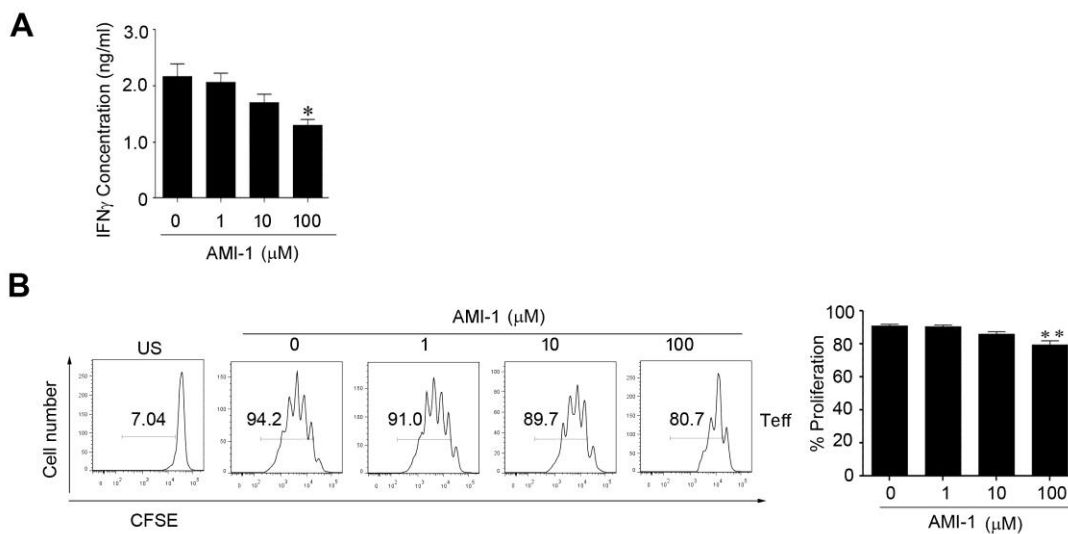 A
IFNγ Concentration (ng/ml)
3.0
2.0
1.0
0
*
0 1 10 100
AMI-1 (μM)
B
AMI-1 (μM)
US 0 1 10 100
Cell number
7.04 94.2 91.0 89.7 80.7
Teff
CFSE
% Proliferation
100
80
60
40
20
0
**
0 1 10 100
AMI-1 (μM)